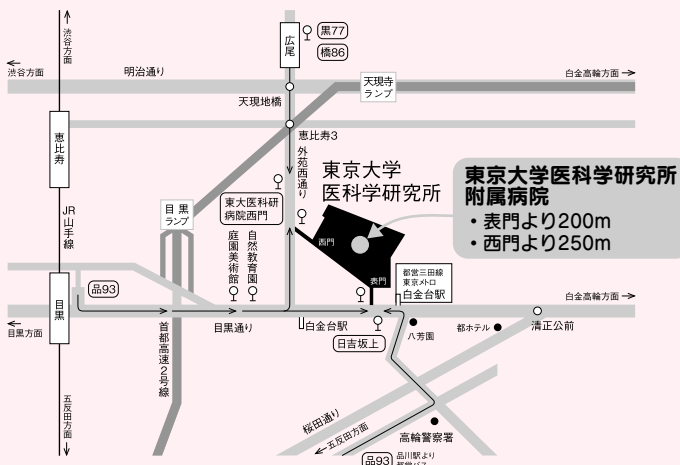 渋谷方面
広尾
黒77
橋86
渋谷方面
明治通り
天現寺
ランプ
白金高輪方面
天現地橋
恵比寿
恵比寿3
外苑西通り
東京大学
医科学研究所
東京大学医科学研究所
附属病院
・表門より200m
・西門より250m
東大医科研
病院西門
目黒
ランプ
JR
山手線
庭園美術館
自然教育園
西門
表門
都営三田線
東京メトロ
白金台駅
品93
目黒
白金高輪方面
目黒方面
首都高速2号線
目黒通り
白金台駅
日吉坂上
八芳園
都ホテル
清正公前
桜田通り
五反田方面
五反田方面
高輪警察署
品93
品川駅より
都営バス